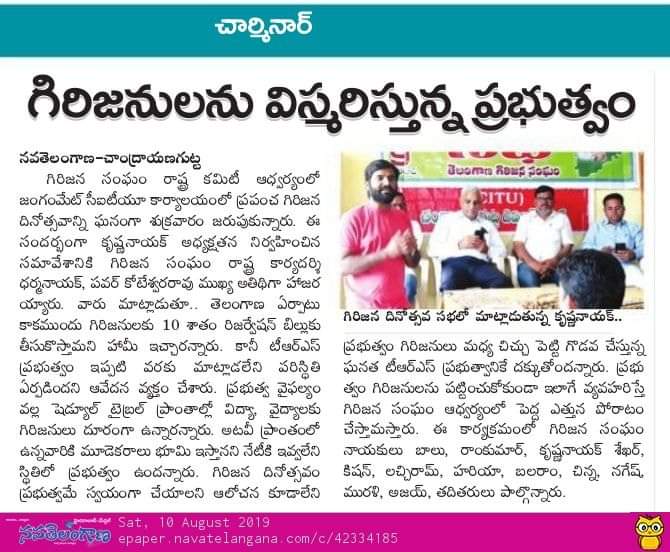 చార్మినార్
గిరిజనులను విస్మరిస్తున్న ప్రభుత్వం
నవతెలంగాణ-చాంద్రాయణగుట్ట
గిరిజన సంఘం రాష్ట్ర కమిటీ ఆధ్వర్యంలో
జంగంమేట్ సీఐటీయూ కార్యాలయంలో ప్రపంచ గిరిజన
దినోత్సవాన్ని ఘనంగా శుక్రవారం జరుపుకున్నారు. ఈ
సందర్భంగా కృష్ణనాయక్ అధ్యక్షతన నిర్వహించిన
సమావేశానికి గిరిజన సంఘం రాష్ట్ర కార్యదర్శి
ధర్మనాయక్, పవర్ కోటేశ్వరరావు ముఖ్య అతిథిగా హాజర
య్యారు. వారు మాట్లాడుతూ.. తెలంగాణ ఏర్పాటు
కాకముందు గిరిజనులకు 10 శాతం రిజర్వేషన్ బిల్లుకు
తీసుకొస్తామని హామీ ఇచ్చారన్నారు. కానీ టీఆర్ఎస్
ప్రభుత్వం ఇప్పటి వరకు మాట్లాడలేని పరిస్థితి
ఏర్పడిందని ఆవేదన వ్యక్తం చేశారు. ప్రభుత్వ వైఫల్యం
వల్ల షెడ్యూల్ ట్రైబల్ ప్రాంతాల్లో విద్యా, వైద్యాలకు
గిరిజనులు దూరంగా ఉన్నారన్నారు. అటవీ ప్రాంతంలో
ఉన్నవారికి మూడెకరాలు భూమి ఇస్తానని నేటికీ ఇవ్వలేని
స్థితిలో ప్రభుత్వం ఉందన్నారు. గిరిజన దినోత్సవం
ప్రభుత్వమే స్వయంగా చేయాలని ఆలోచన కూడాలేని
తెలంగాణ గిరిజన సంఘం
(CITU)
గిరిజన దినోత్సవ సభలో మాట్లాడుతున్న కృష్ణనాయక్..
ప్రభుత్వం గిరిజనులు మధ్య చిచ్చు పెట్టి గొడవ చేస్తున్న
ఘనత టీఆర్ఎస్ ప్రభుత్వానికే దక్కుతోందన్నారు. ప్రభు
త్వం గిరిజనులను పట్టించుకోకుండా ఇలాగే వ్యవహరిస్తే
గిరిజన సంఘం ఆధ్వర్యంలో పెద్ద ఎత్తున పోరాటం
చేస్తామస్తారు. ఈ కార్యక్రమంలో గిరిజన సంఘం
నాయకులు బాలు, రాంకుమార్, కృష్ణనాయక్ శేఖర్,
కిషన్, లచ్చిరామ్, హరియా, బలరాం, చిన్న, నగేష్,
మురళి, అజయ్, తదితరులు పాల్గొన్నారు.
నవతెలంగాణ Sat, 10 August 2019
epaper.navatelangana.com/c/42334185